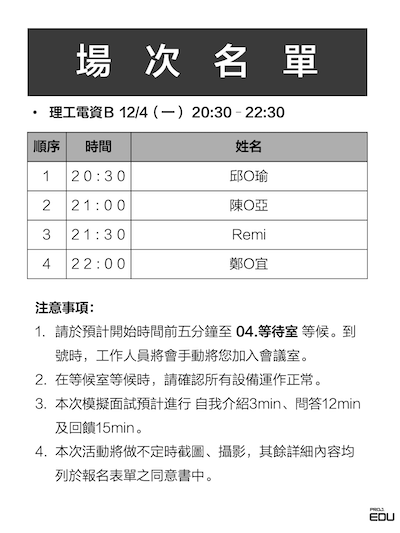 場次名單
• 理工電資B 12/4（一） 20:30–22:30
順序 時間 姓名
1 20:30 邱O瑜
2 21:00 陳O亞
3 21:30 Remi
4 22:00 鄭O宜
注意事項：
1. 請於預計開始時間前五分鐘至 04.等待室 等候。到
號時，工作人員將會手動將您加入會議室。
2. 在等候室等候時，請確認所有設備運作正常。
3. 本次模擬面試預計進行 自我介紹3min、問答12min
及回饋15min。
4. 本次活動將做不定時截圖、攝影，其餘詳細內容均
列於報名表單之同意書中。
PROJ.
EDU